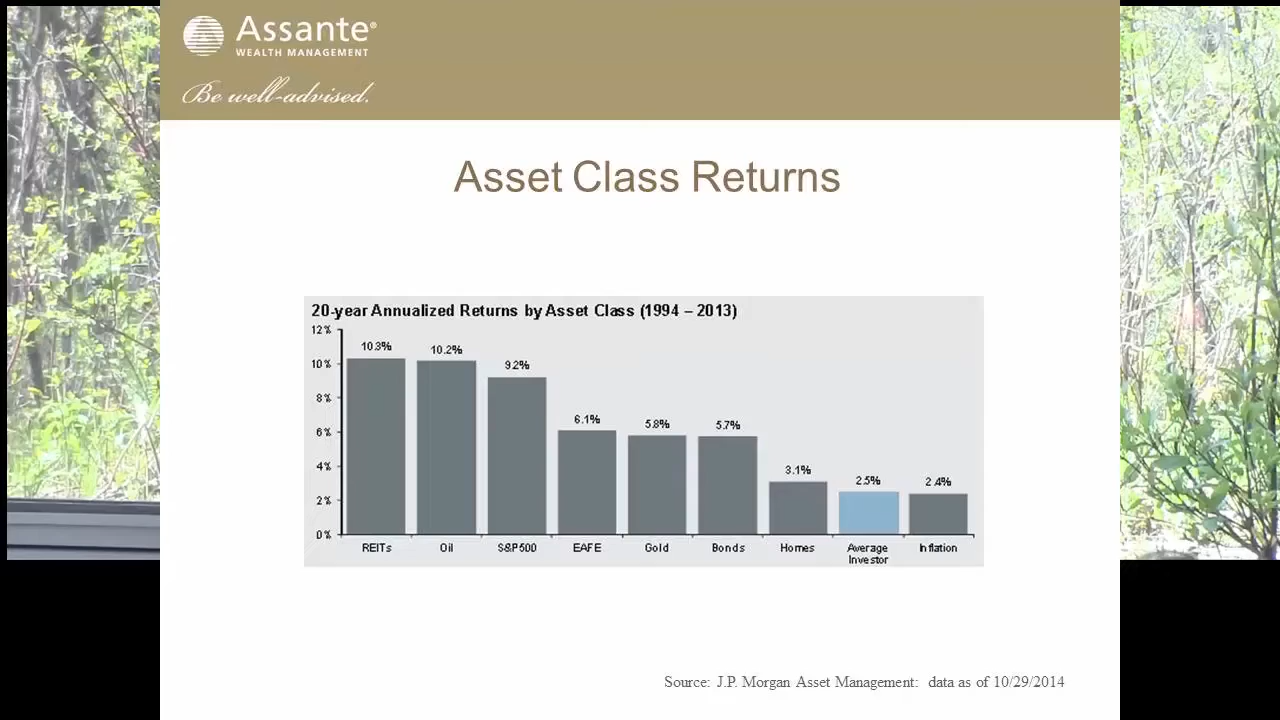 Assante®
WEALTH MANAGEMENT
Be well-advised.
Asset Class Returns
20-year Annualized Returns by Asset Class (1994 – 2013)
12%
10%
8%
6%
4%
2%
0%
10.3%
10.2%
9.2%
6.1%
5.8%
5.7%
3.1%
2.5%
2.4%
REITs
Oil
S&P500
EAFE
Gold
Bonds
Homes
Average
Investor
Inflation
Source: J.P. Morgan Asset Management: data as of 10/29/2014